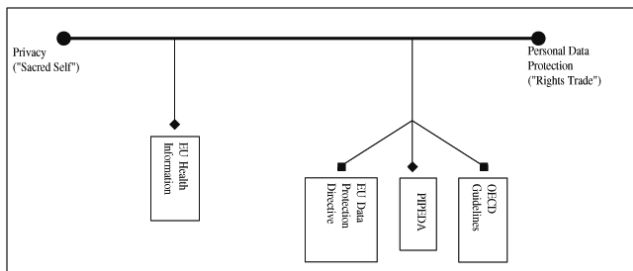 Privacy
("Sacred Self")
Personal Data
Protection
("Rights Trade")
EU Health
Information
EU Data
Protection
Directive
PIPEDA
OECD
Guidelines